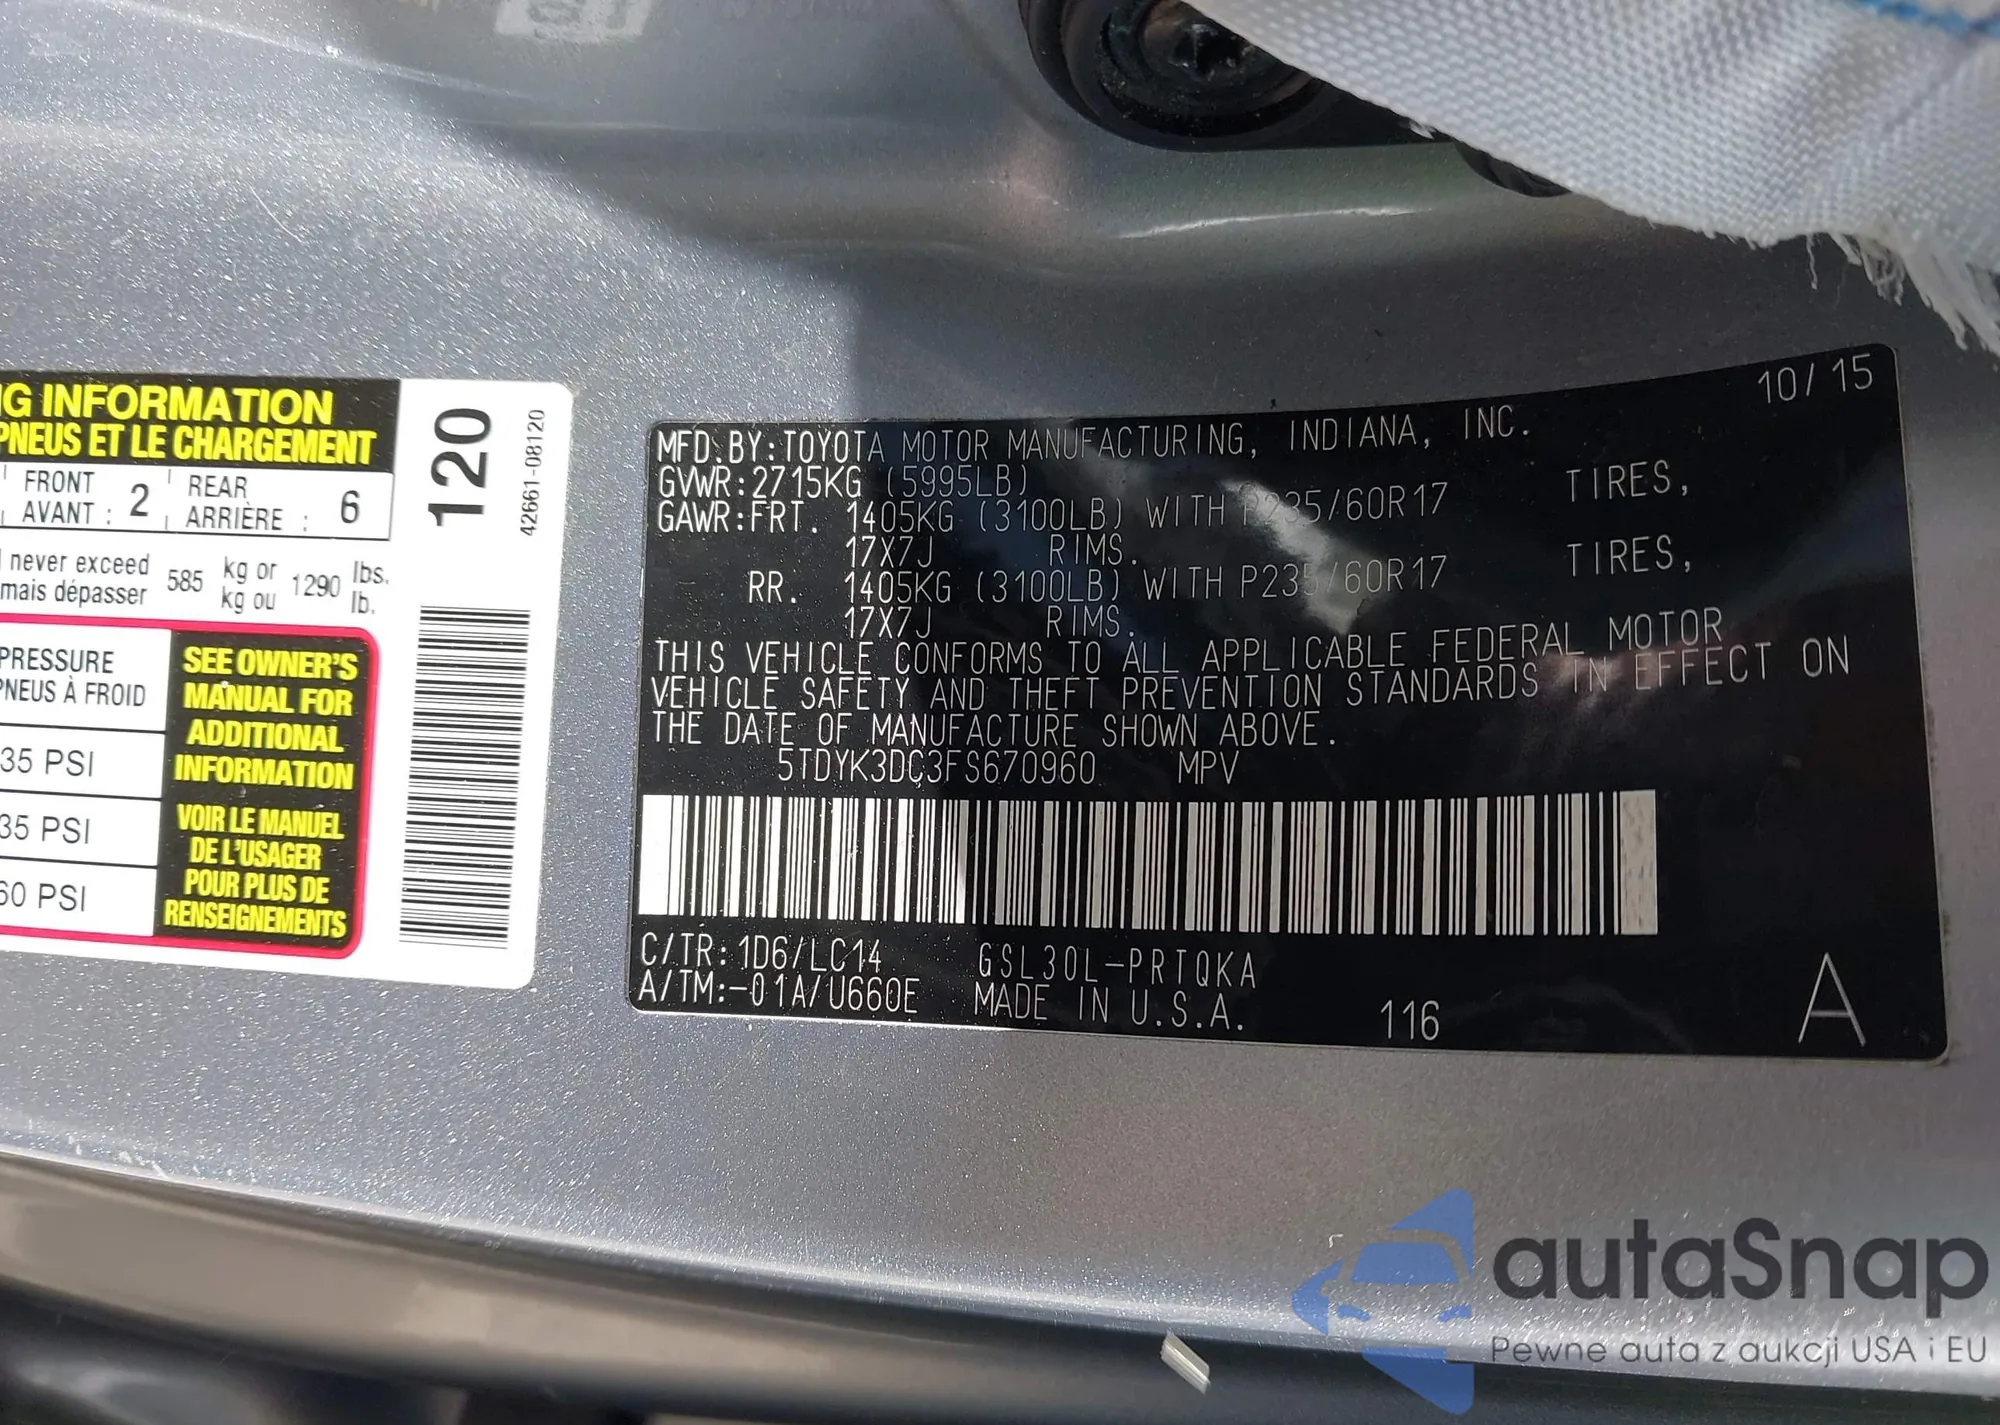 G INFORMATION
PNEUS ET LE CHARGEMENT
FRONT
AVANT : 2
REAR
ARRIÈRE : 6
never exceed
mais dépasser 585 kg or
kg ou 1290 lbs.
lb.
PRESSURE
PNEUS À FROID
35 PSI
35 PSI
60 PSI
SEE OWNER'S
MANUAL FOR
ADDITIONAL
INFORMATION
VOIR LE MANUEL
DE L'USAGER
POUR PLUS DE
RENSEIGNEMENTS
120
42661-08120
10/15
MFD.BY:TOYOTA MOTOR MANUFACTURING, INDIANA, INC.
GVWR:2715KG (5995LB)
GAWR:FRT. 1405KG (3100LB) WITH P235/60R17 TIRES,
17X7J RIMS.
RR. 1405KG (3100LB) WITH P235/60R17 TIRES,
17X7J RIMS.
THIS VEHICLE CONFORMS TO ALL APPLICABLE FEDERAL MOTOR
VEHICLE SAFETY AND THEFT PREVENTION STANDARDS IN EFFECT ON
THE DATE OF MANUFACTURE SHOWN ABOVE.
5TDYK3DC3FS670960 MPV
C/TR:1D6/LC14 GSL30L-PRTQKA
A/TM:-01A/U660E MADE IN U.S.A. 116 A
autaSnap
Pewne auta z aukcji USA i EU